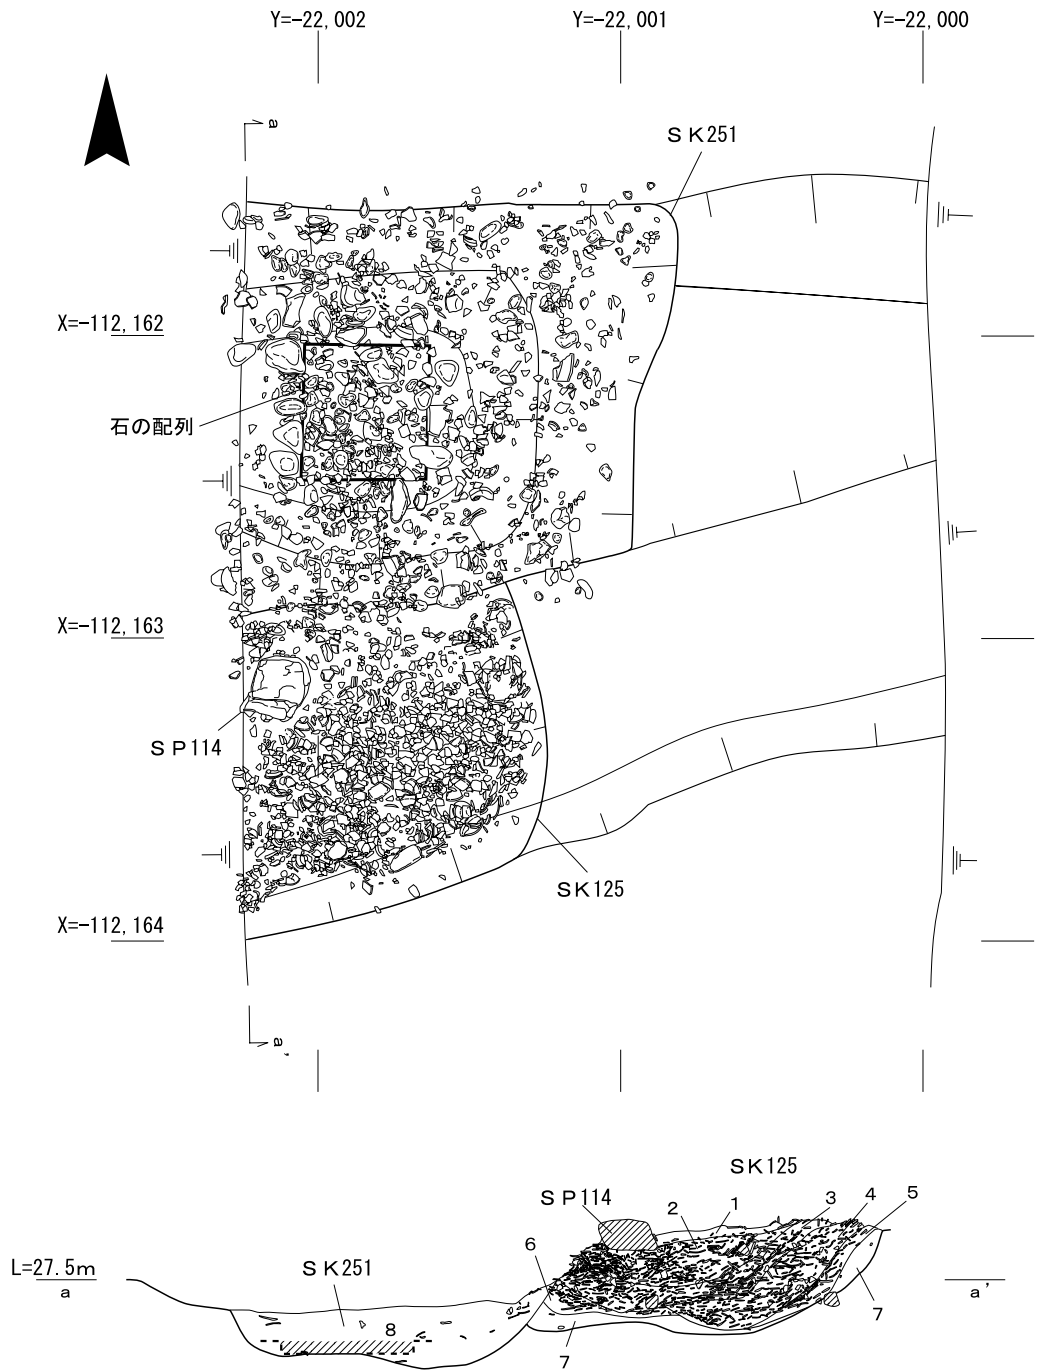 Y=-22,002
Y=-22,001
Y=-22,000
a
SK251
X=-112,162
石の配列
X=-112,163
SP114
SK125
X=-112,164
a'
SK125
SP114
2
1
3
4
5
6
L=27.5m
a
SK251
8
7
7
a'